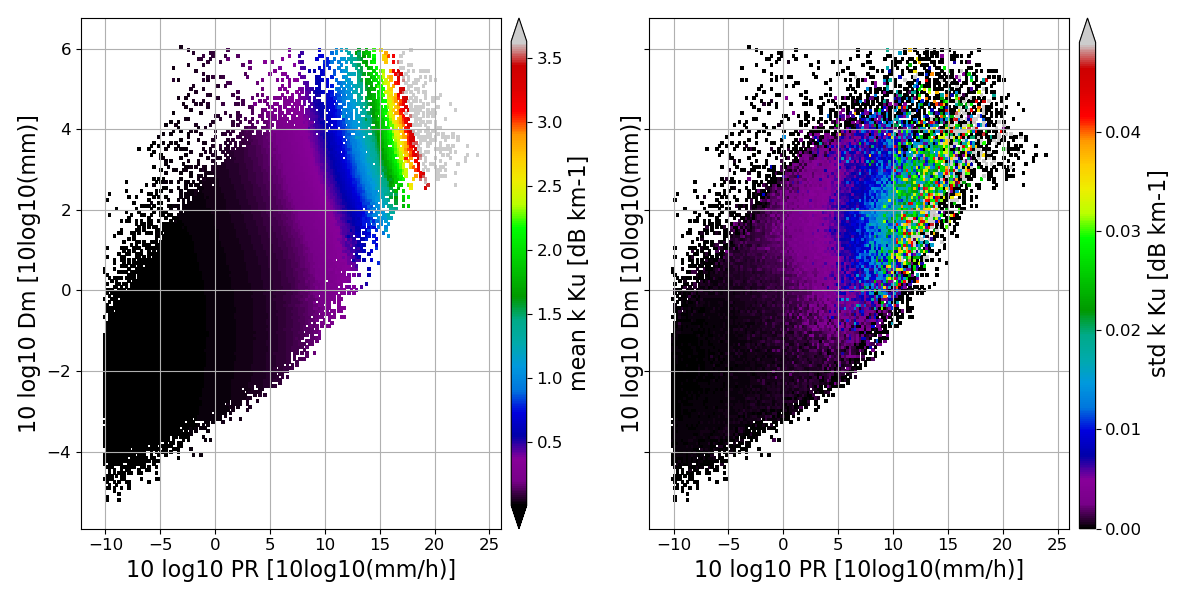 6
4
2
0
−2
−4
−10 −5 0 5 10 15 20 25
10 log10 PR [10log10(mm/h)]
10 log10 Dm [10log10(mm)]
3.5
3.0
2.5
2.0
1.5
1.0
0.5
mean k Ku [dB km-1]
−10 −5 0 5 10 15 20 25
10 log10 PR [10log10(mm/h)]
10 log10 Dm [10log10(mm)]
0.04
0.03
0.02
0.01
0.00
std k Ku [dB km-1]